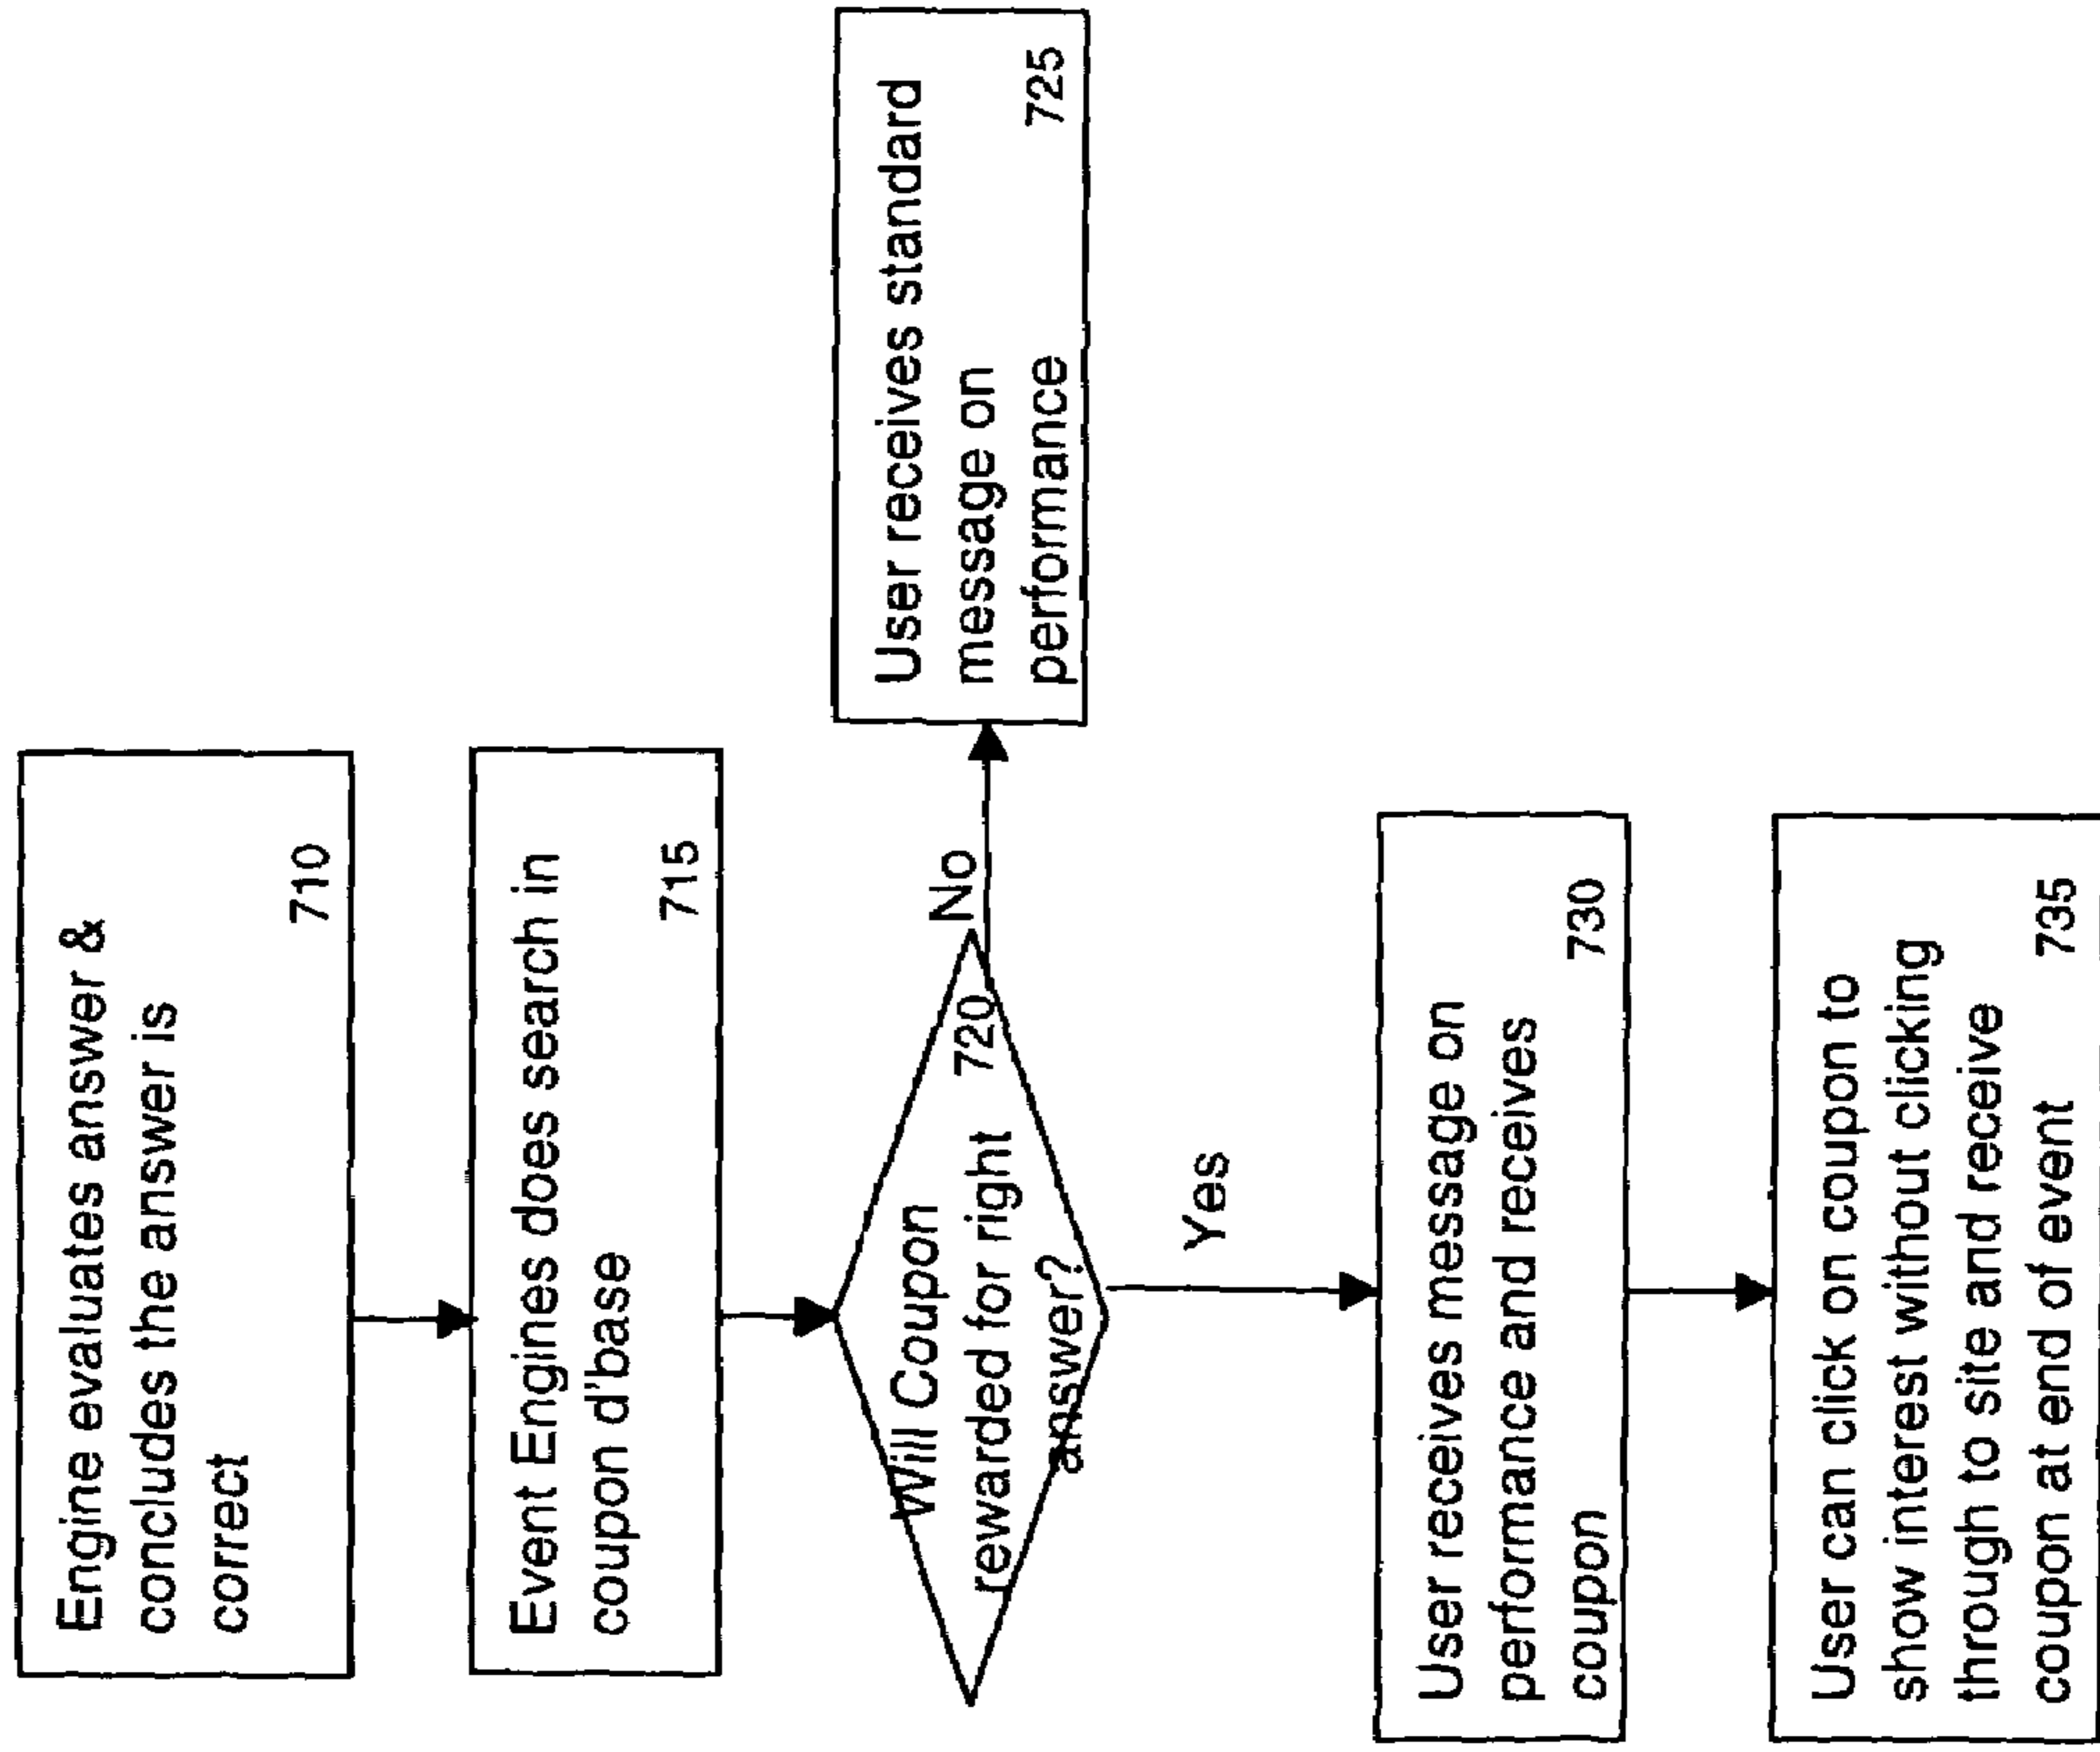 Engine evaluates answer &
concludes the answer is
correct
710
Event Engines does search in
coupon d'base
715
Will Coupon
rewarded for right 720
answer?
No
User receives standard
message on
performance 725
Yes
User receives message on
performance and receives
coupon 730
User can click on coupon to
show interest without clicking
through to site and receive
coupon at end of event 735